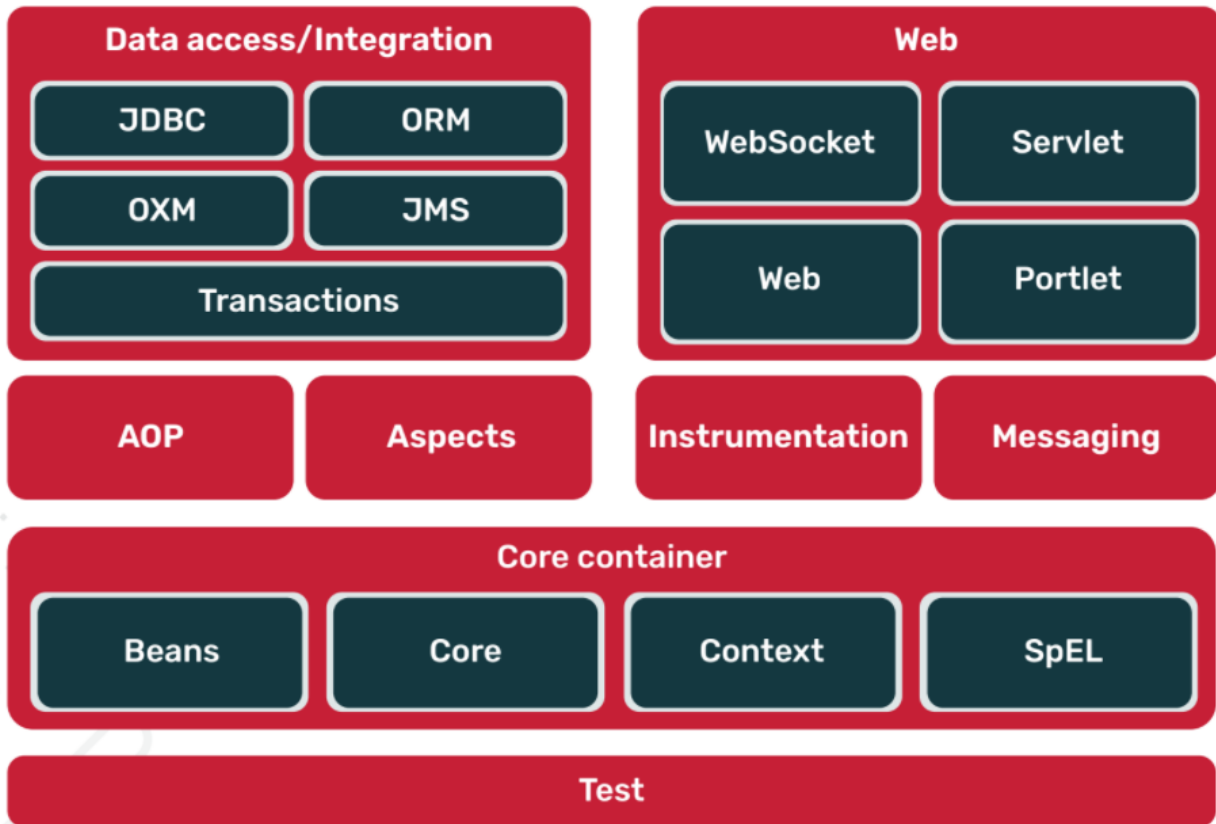 Data access/Integration
JDBC
ORM
OXM
JMS
Transactions
Web
WebSocket
Servlet
Web
Portlet
AOP
Aspects
Instrumentation
Messaging
Core container
Beans
Core
Context
SpEL
Test